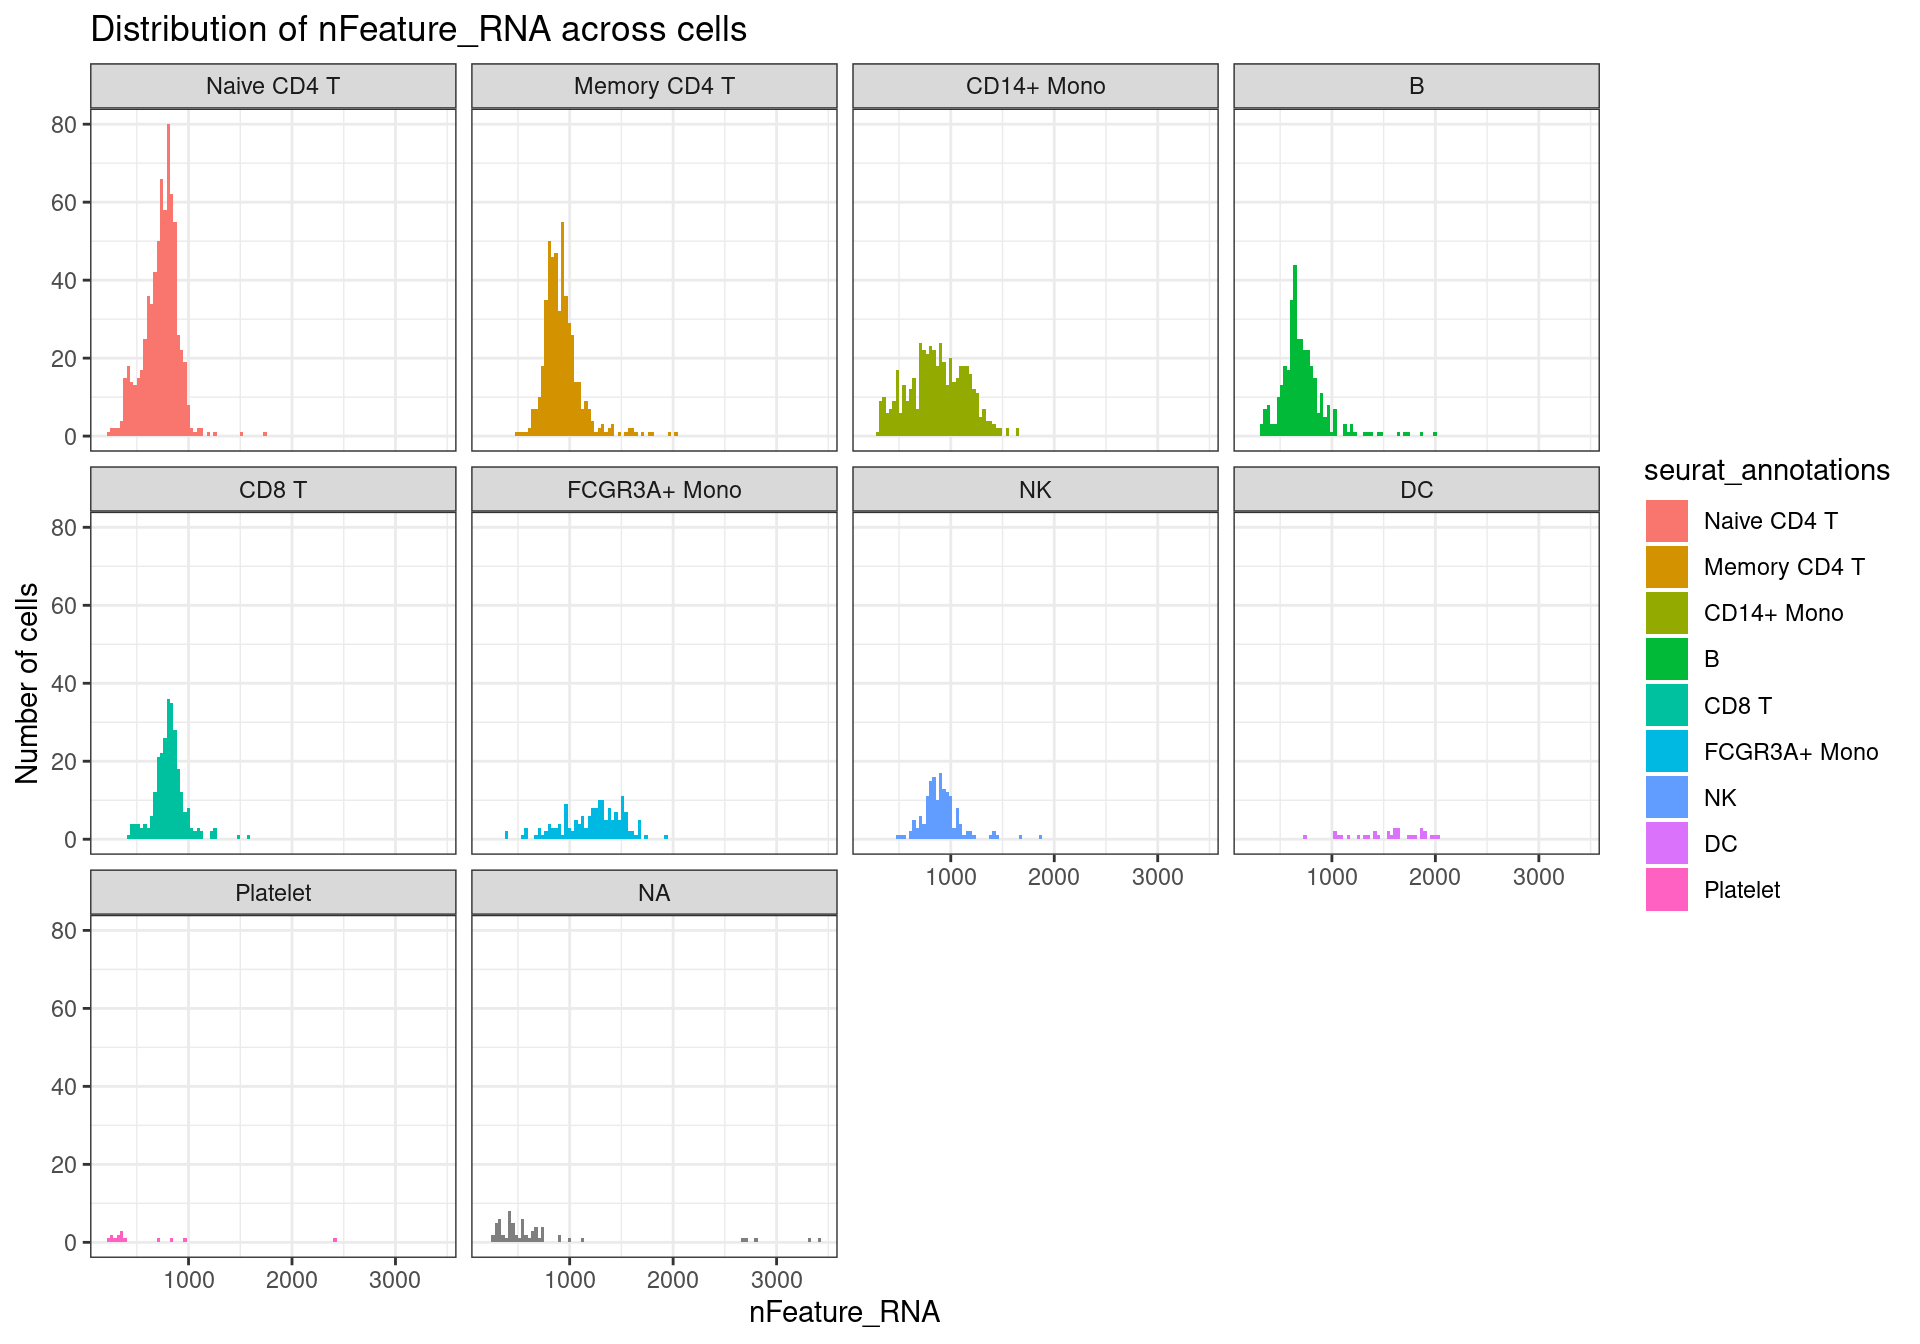 Distribution of nFeature_RNA across cells
Naive CD4 T
Memory CD4 T
CD14+ Mono
B
80
60
40
20
0
CD8 T
FCGR3A+ Mono
NK
DC
80
60
40
20
0
1000 2000 3000
1000 2000 3000
Platelet
NA
80
60
40
20
0
1000 2000 3000
1000 2000 3000
nFeature_RNA
Number of cells
seurat_annotations
Naive CD4 T
Memory CD4 T
CD14+ Mono
B
CD8 T
FCGR3A+ Mono
NK
DC
Platelet